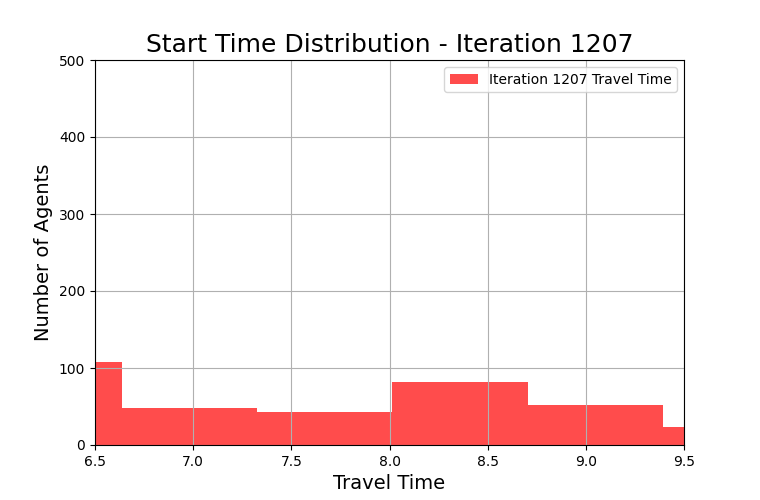 Start Time Distribution - Iteration 1207
Iteration 1207 Travel Time
Number of Agents
500
400
300
200
100
0
6.5 7.0 7.5 8.0 8.5 9.0 9.5
Travel Time